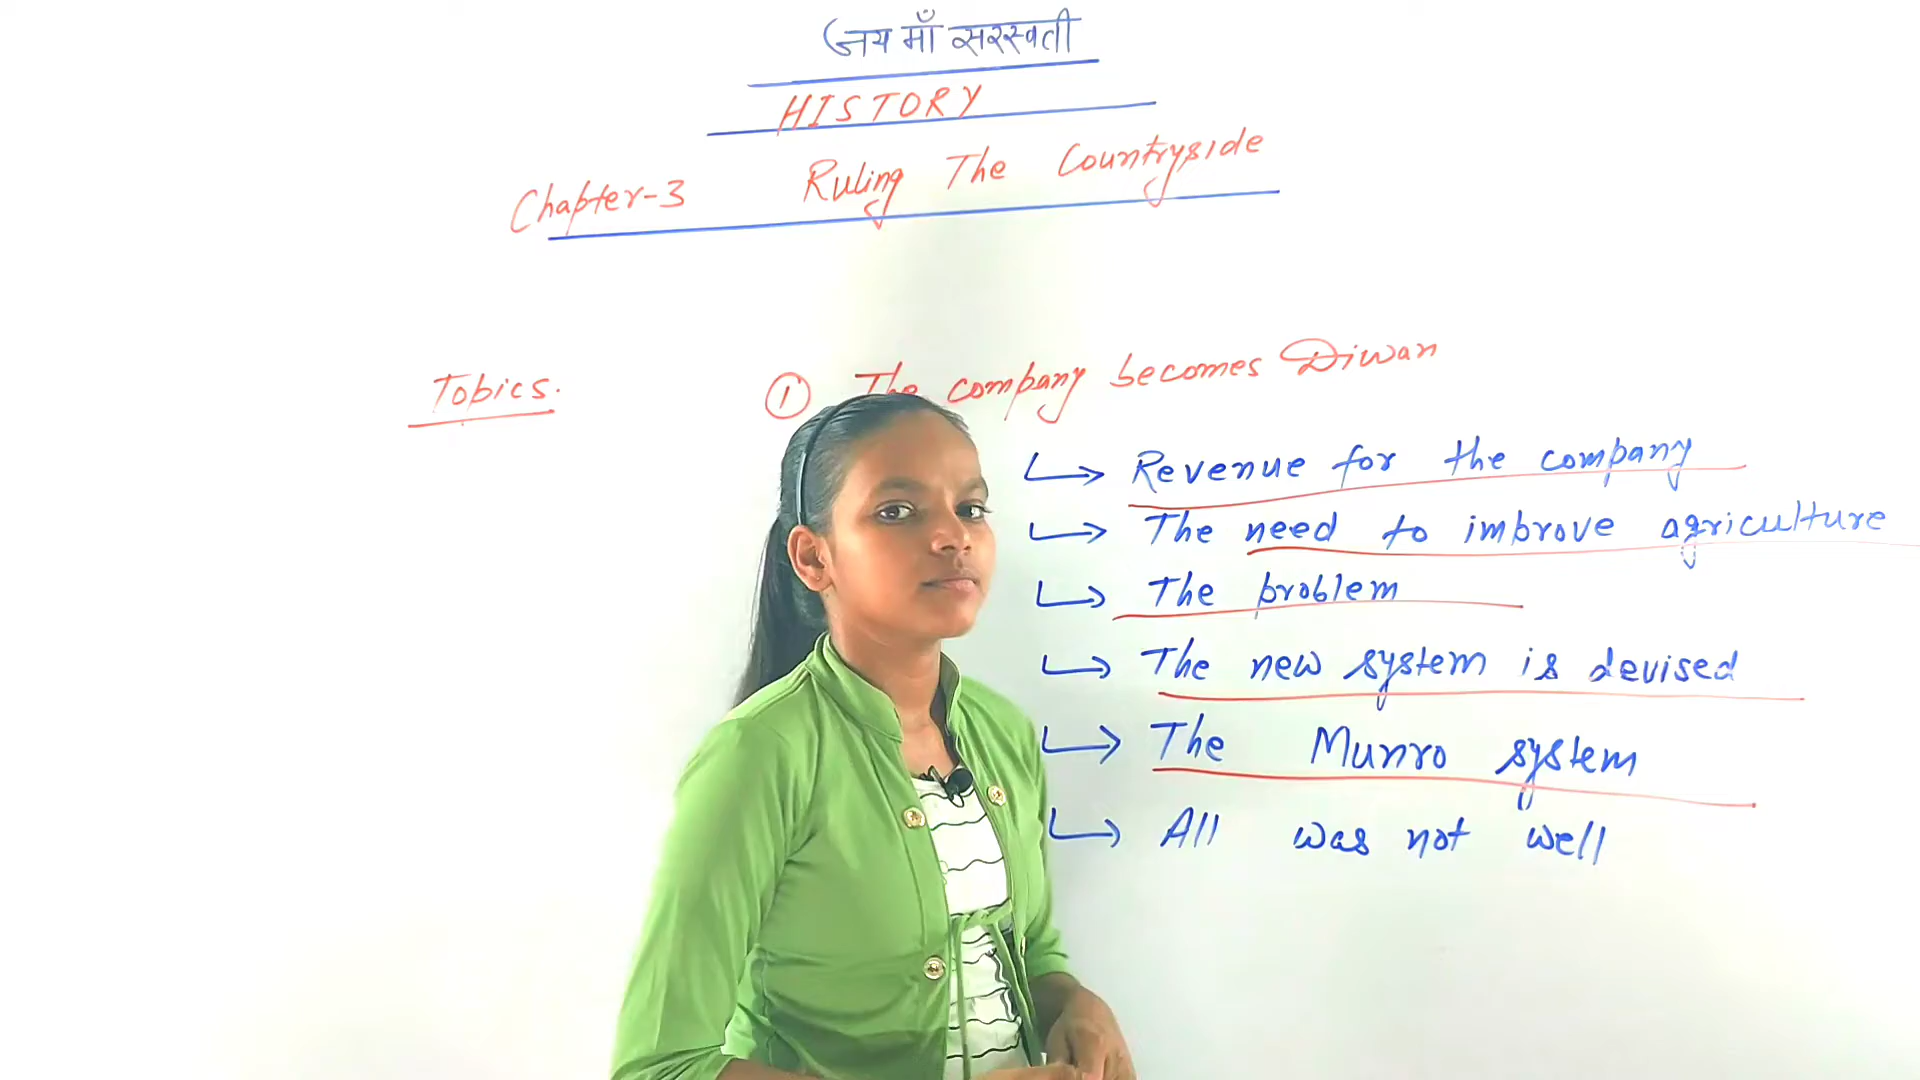 जय माँ सरस्वती
HISTORY
Chapter-3 Ruling The Countryside
Topics.
① The company becomes Diwan
↳ Revenue for the company
↳ The need to improve agriculture
↳ The problem
↳ The new system is devised
↳ The Munro system
↳ All was not well